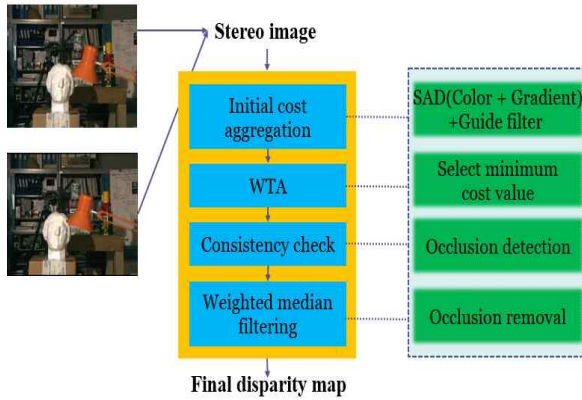 Stereo image
Initial cost
aggregation
SAD(Color + Gradient)
+Guide filter
WTA
Select minimum
cost value
Consistency check
Occlusion detection
Weighted median
filtering
Occlusion removal
Final disparity map